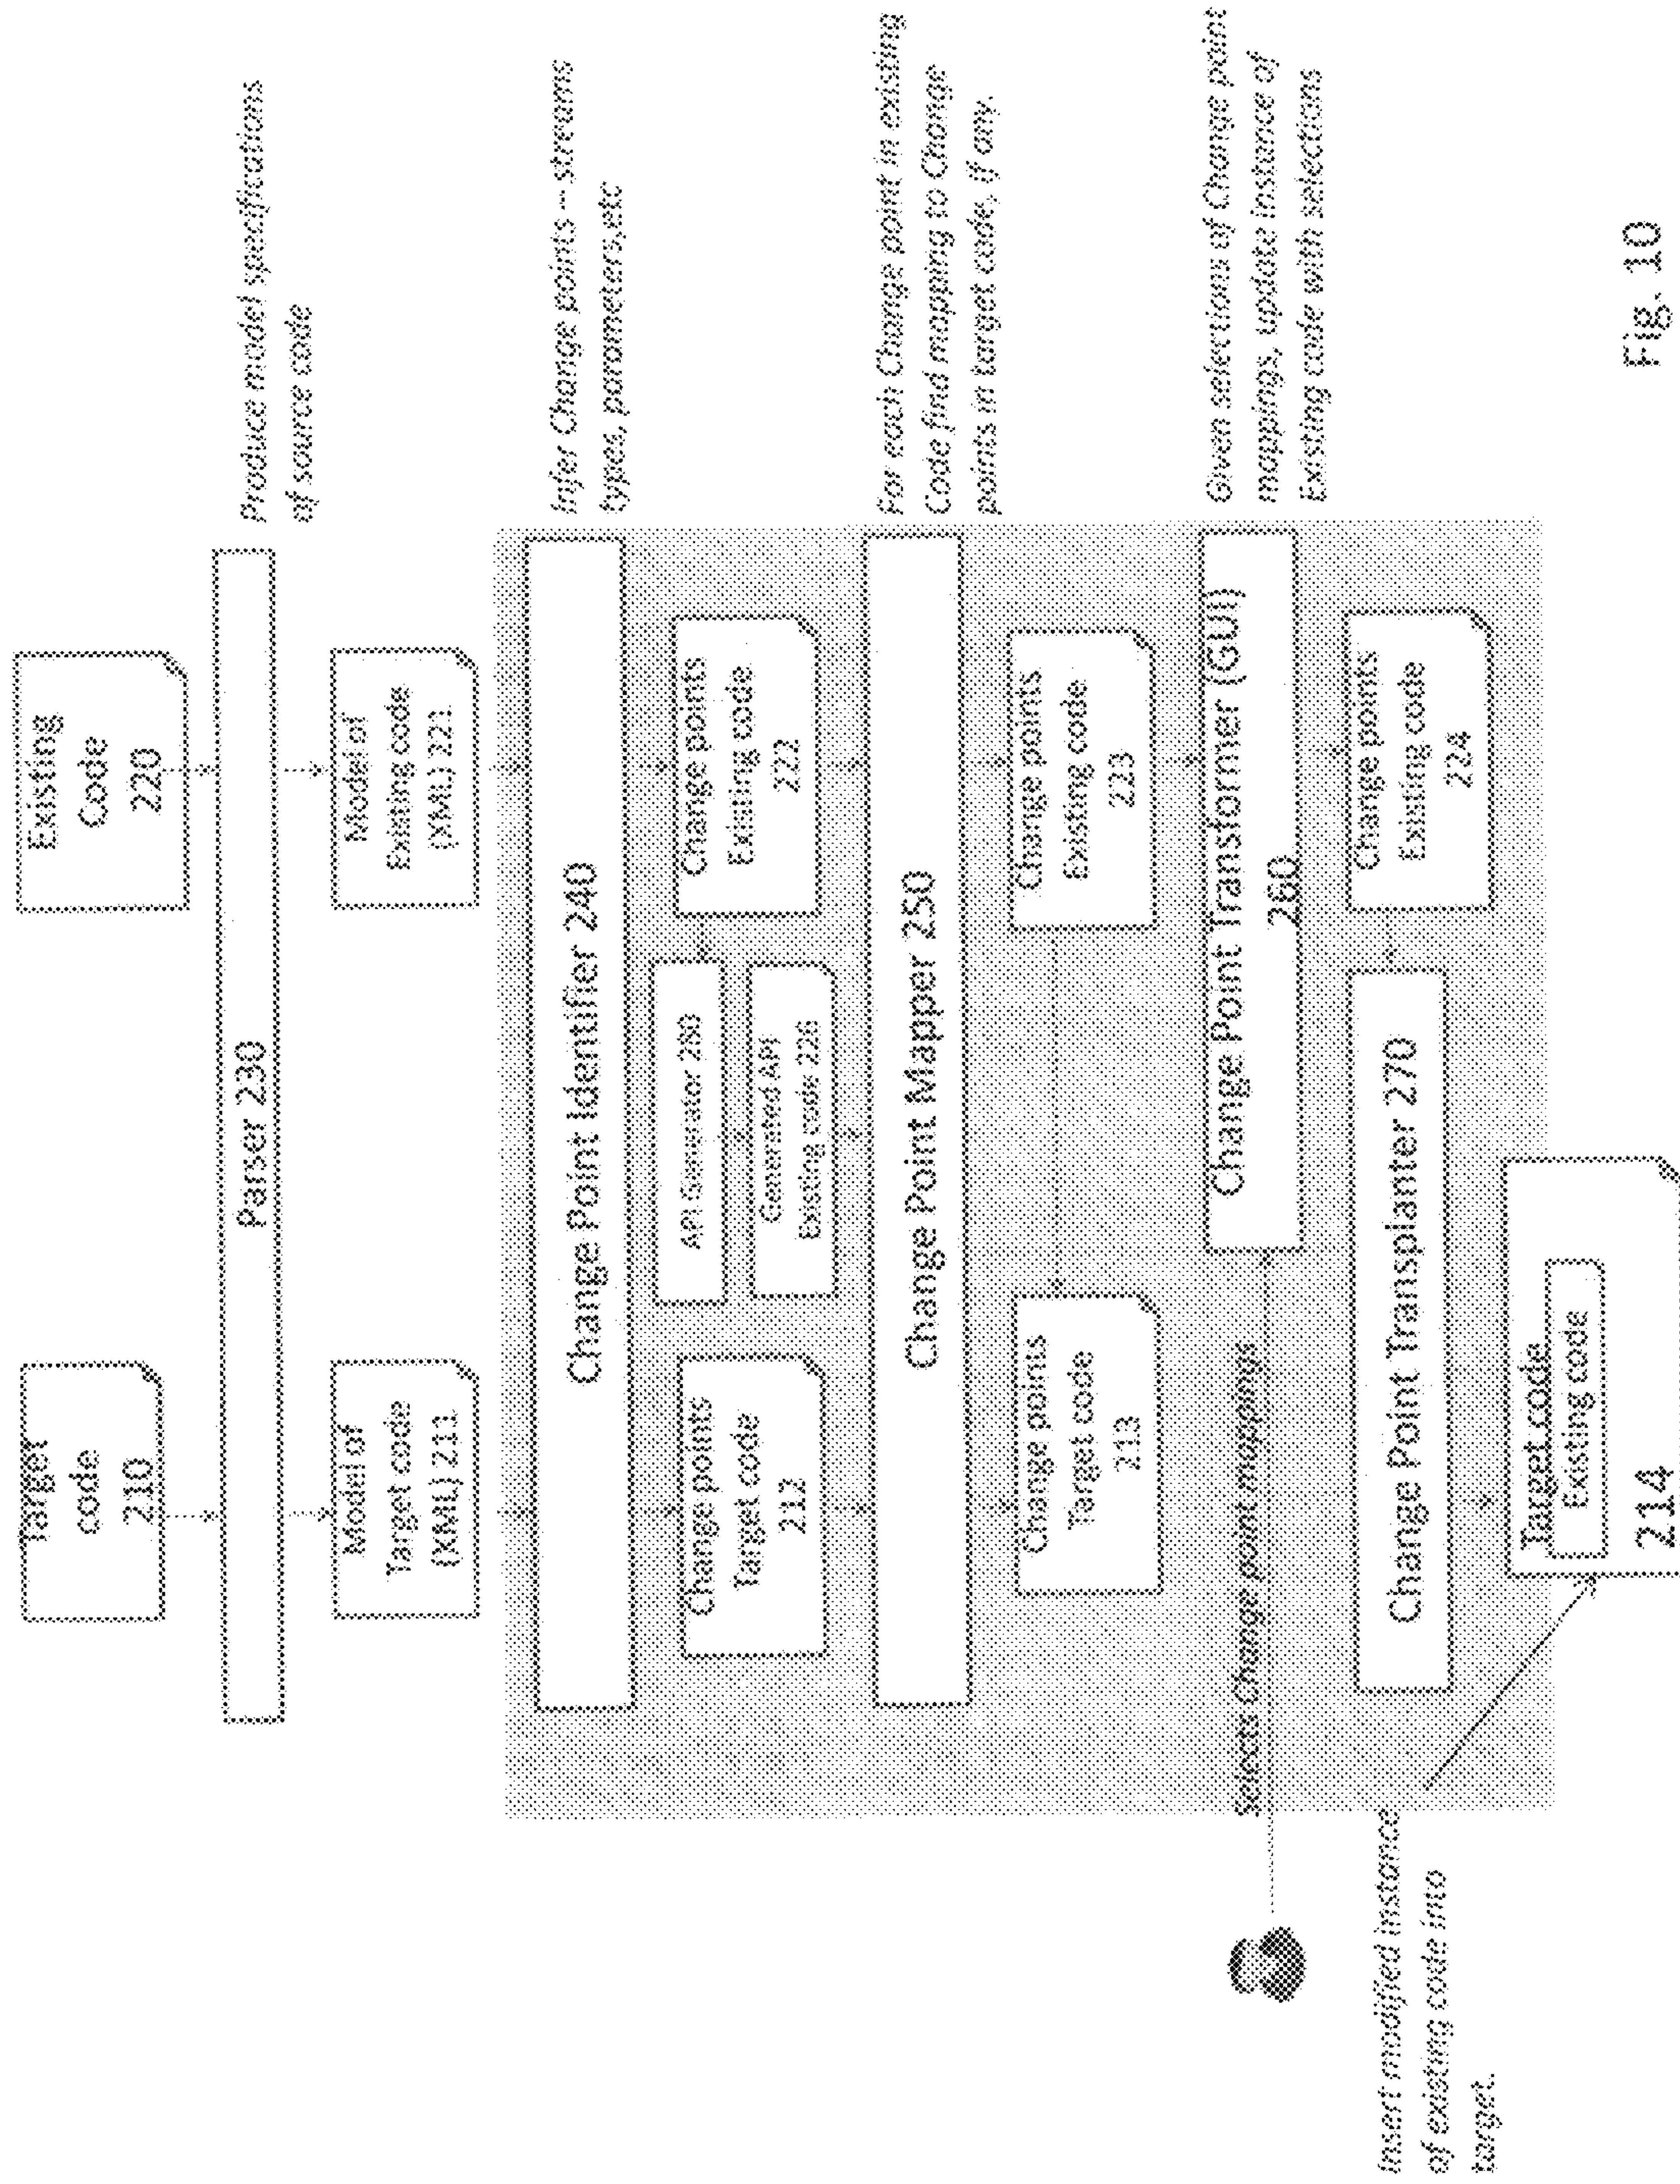 Target
code
210
Existing
Code
220
Parser 230
Produce model specifications
of source code
Model of
Target code
(XML) 211
Model of
Existing code
(XML) 221
Change Point Identifier 240
Infer Change points -- streams
types, parameters,etc
Change points
Target code
212
API Generator 280
Generated API
Existing code 226
Change points
Existing code
222
Change Point Mapper 250
For each Change point in existing
Code find mapping to Change
points in target code, if any.
Change points
Target code
213
Change points
Existing code
223
Selects Change point mappings
Change Point Transformer (GUI)
260
Given selections of Change point
mappings, update instance of
Existing code with selections
Insert modified instance
of existing code into
target.
Change Point Transplanter 270
Change points
Existing code
224
Target code
Existing code
214
Fig. 10